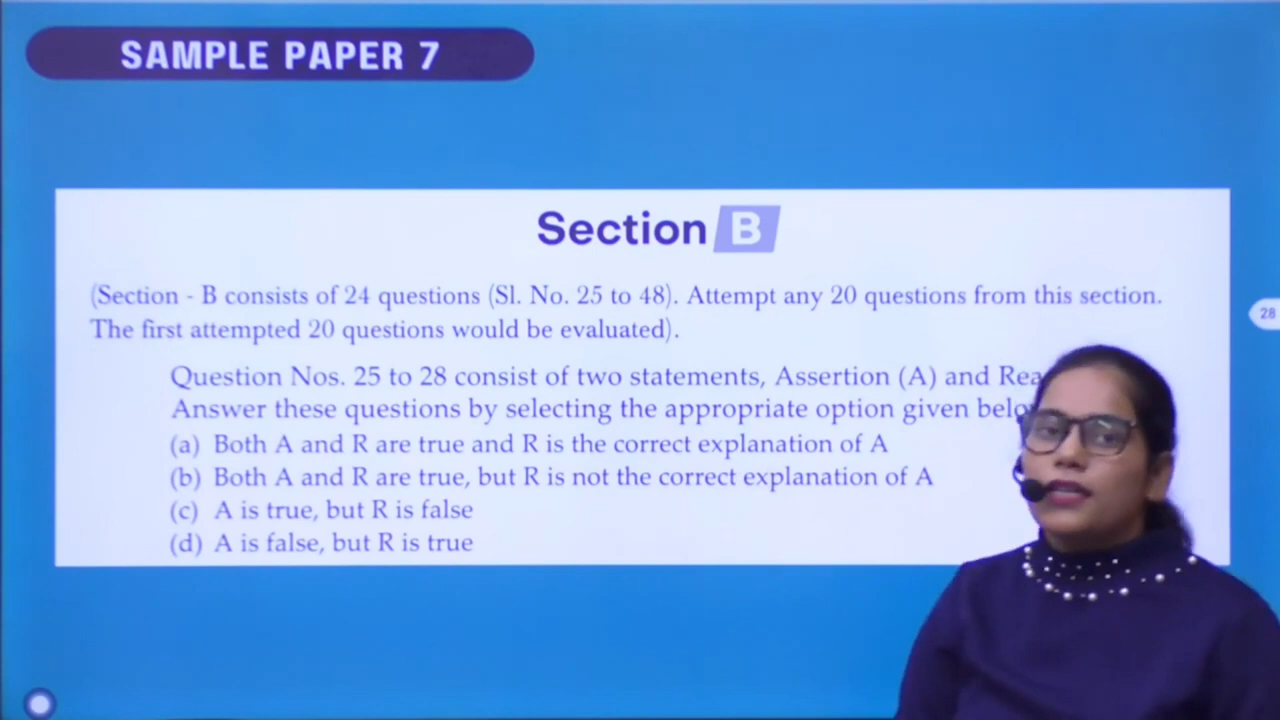 SAMPLE PAPER 7
Section B
(Section - B consists of 24 questions (Sl. No. 25 to 48). Attempt any 20 questions from this section.
The first attempted 20 questions would be evaluated).
28
Question Nos. 25 to 28 consist of two statements, Assertion (A) and
Answer these questions by selecting the appropriate option given
(a) Both A and R are true and R is the correct explanation of A
(b) Both A and R are true, but R is not the correct explanation of A
(c) A is true, but R is false
(d) A is false, but R is true